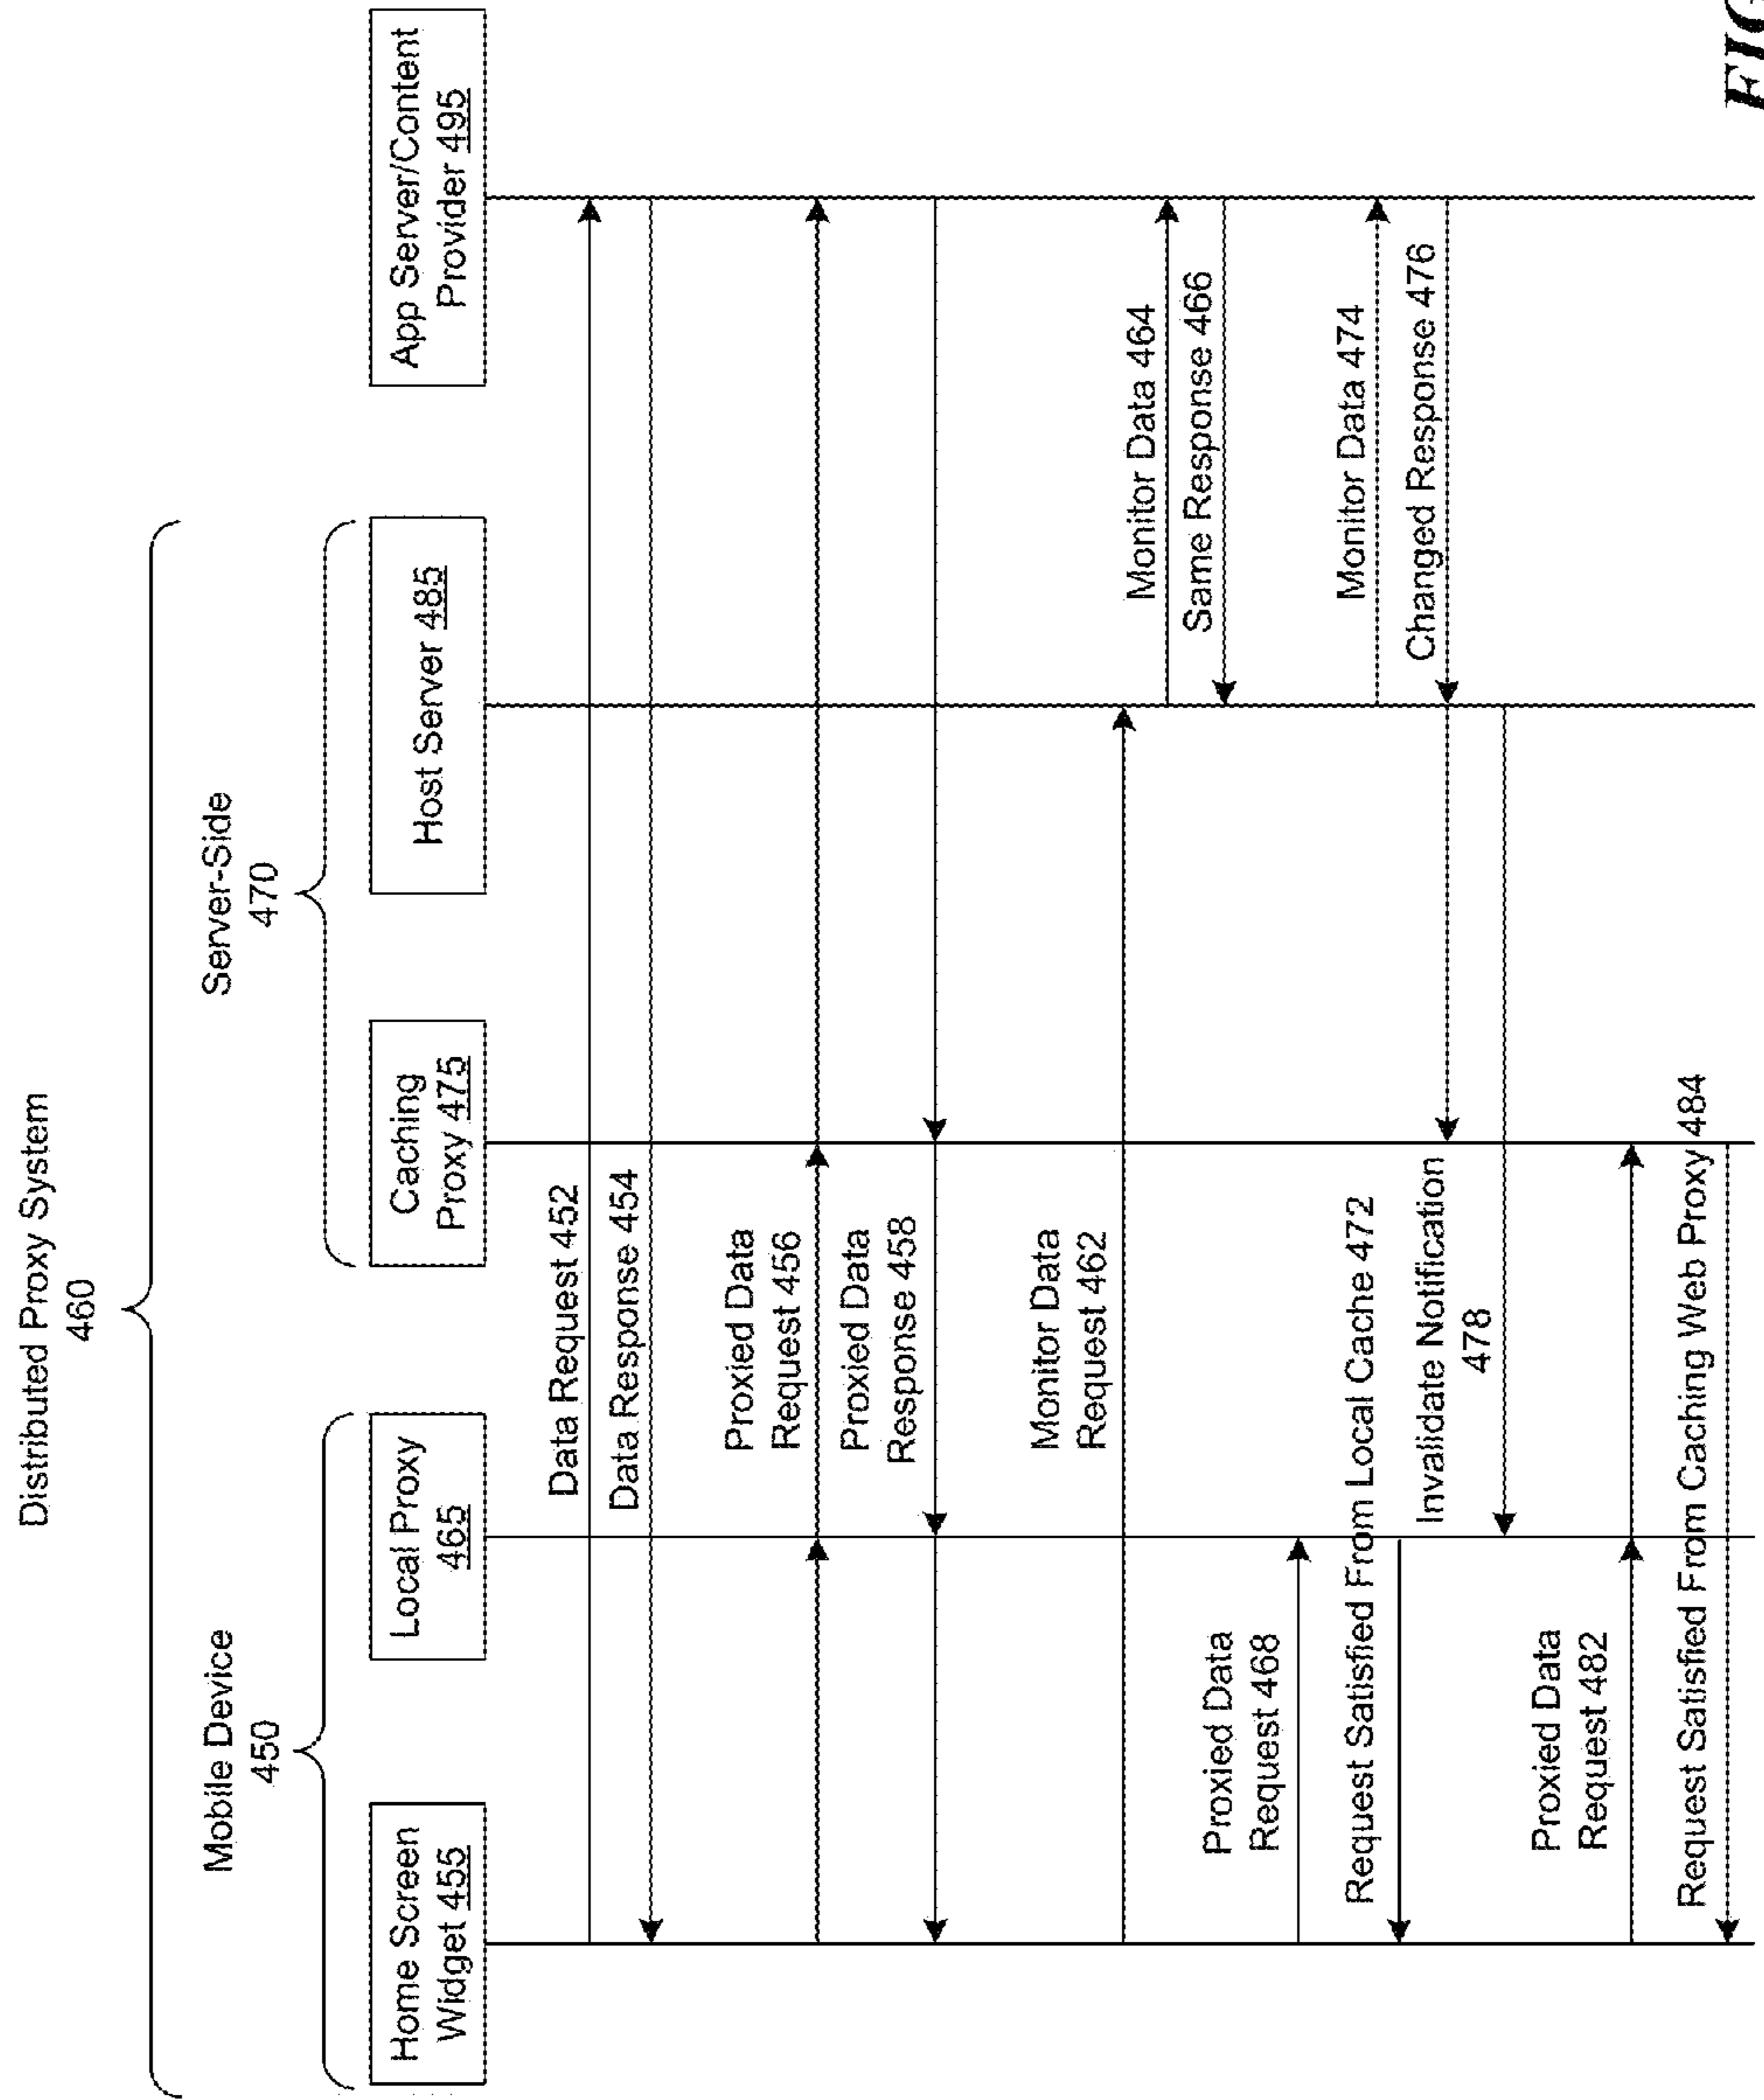 Distributed Proxy System
460
Mobile Device
450
Server-Side
470
Home Screen
Widget 455
Local Proxy
465
Caching
Proxy 475
Host Server 485
App Server/Content
Provider 495
Data Request 452
Data Response 454
Proxied Data
Request 456
Proxied Data
Response 458
Monitor Data
Request 462
Monitor Data 464
Same Response 466
Proxied Data
Request 468
Request Satisfied From Local Cache 472
Monitor Data 474
Changed Response 476
Invalidate Notification
478
Proxied Data
Request 482
Request Satisfied From Caching Web Proxy 484